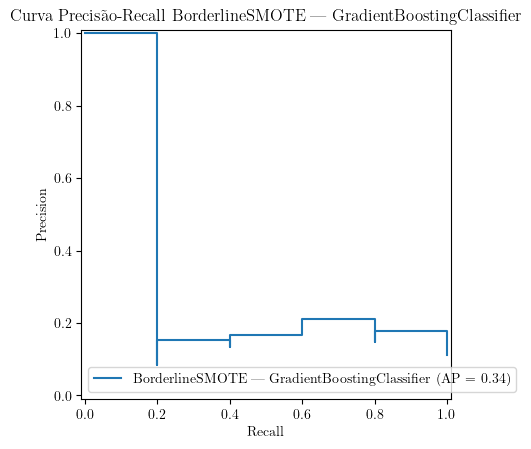 Curva Precisão-Recall BorderlineSMOTE — GradientBoostingClassifier
1.0
0.8
0.6
0.4
0.2
0.0
Precision
BorderlineSMOTE — GradientBoostingClassifier (AP = 0.34)
0.0 0.2 0.4 0.6 0.8 1.0
Recall